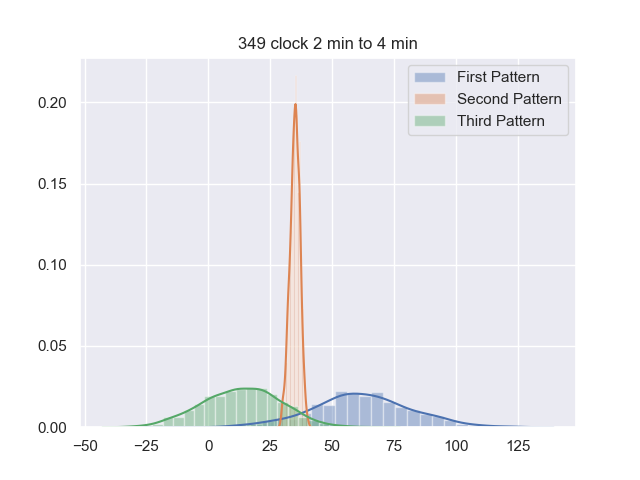 349 clock 2 min to 4 min
First Pattern
Second Pattern
Third Pattern
0.20
0.15
0.10
0.05
0.00
−50 −25 0 25 50 75 100 125